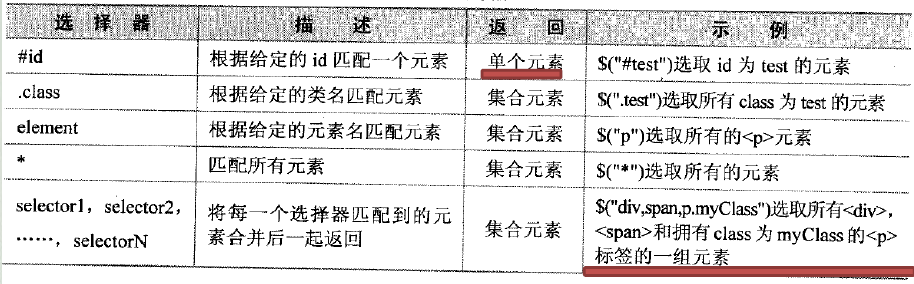 选择器 描述 返回 示例
#id 根据给定的 id 匹配一个元素 单个元素 $("#test")选取 id 为 test 的元素
.class 根据给定的类名匹配元素 集合元素 $(".test")选取所有 class 为 test 的元素
element 根据给定的元素名匹配元素 集合元素 $("p")选取所有的<p>元素
* 匹配所有元素 集合元素 $("*")选取所有的元素
selector1，selector2，
……，selectorN
将每一个选择器匹配到的元
素合并后一起返回
集合元素
$("div,span,p.myClass")选取所有<div>，
<span>和拥有 class 为 myClass 的<p>
标签的一组元素